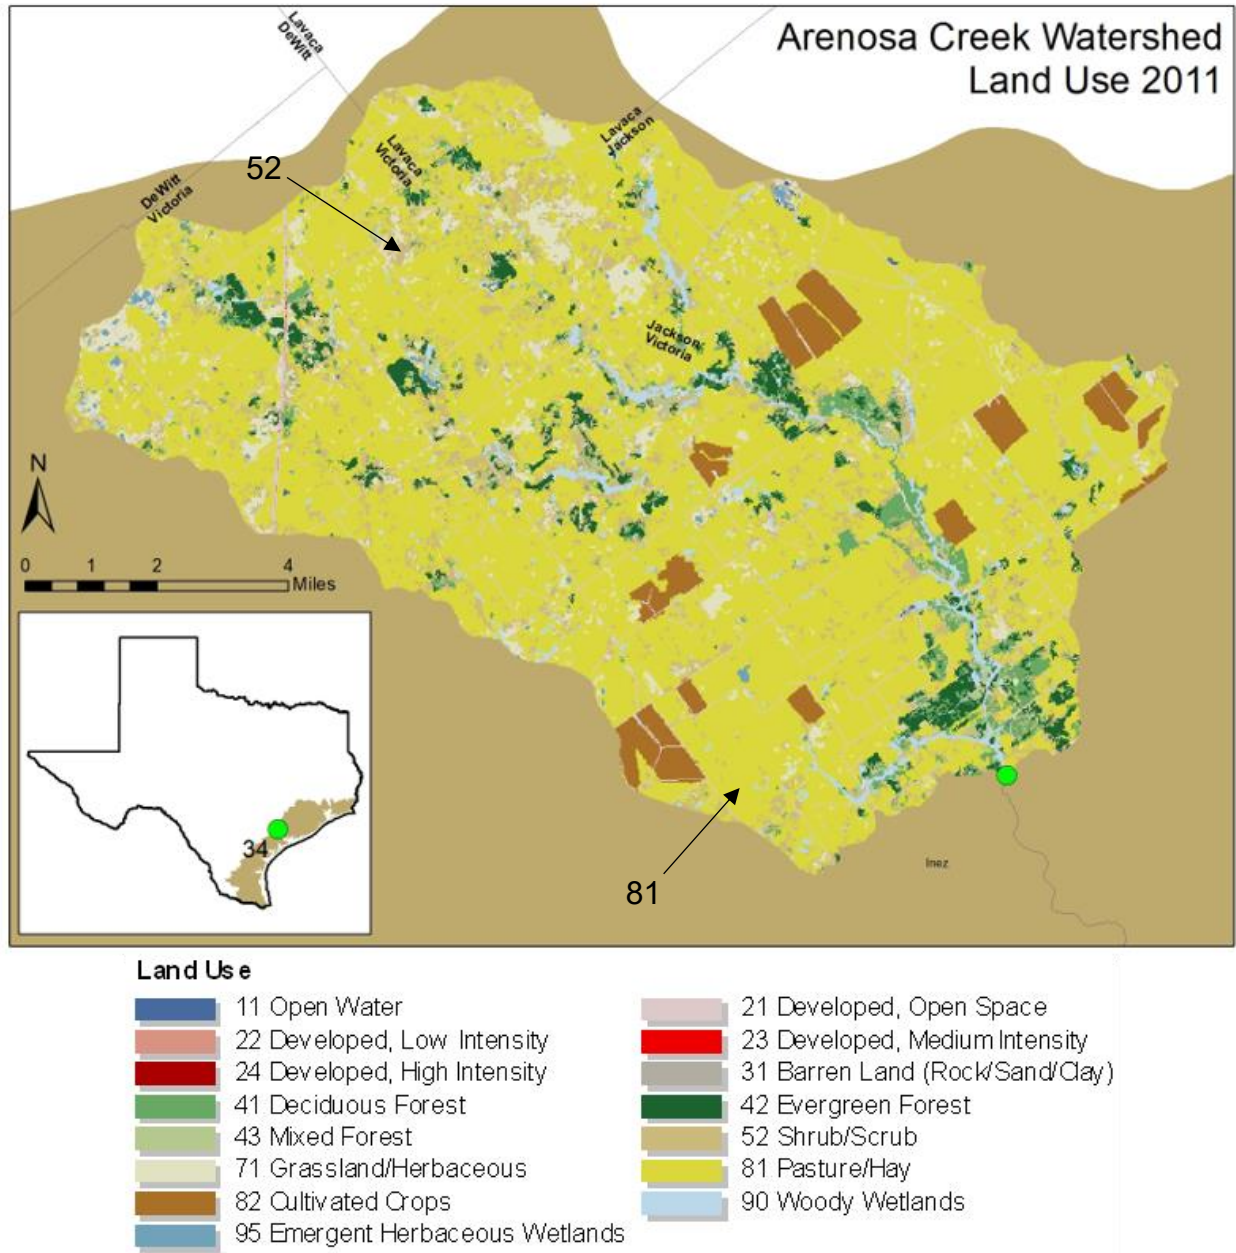 Arenosa Creek Watershed
Land Use 2011
Lavaca
DeWitt
Lavaca
Jackson
Lavaca
Victoria
52
DeWitt
Victoria
Jackson
Victoria
N
0 1 2 4
Miles
34
81
Inez
Land Use
11 Open Water
21 Developed, Open Space
22 Developed, Low Intensity
23 Developed, Medium Intensity
24 Developed, High Intensity
31 Barren Land (Rock/Sand/Clay)
41 Deciduous Forest
42 Evergreen Forest
43 Mixed Forest
52 Shrub/Scrub
71 Grassland/Herbaceous
81 Pasture/Hay
82 Cultivated Crops
90 Woody Wetlands
95 Emergent Herbaceous Wetlands